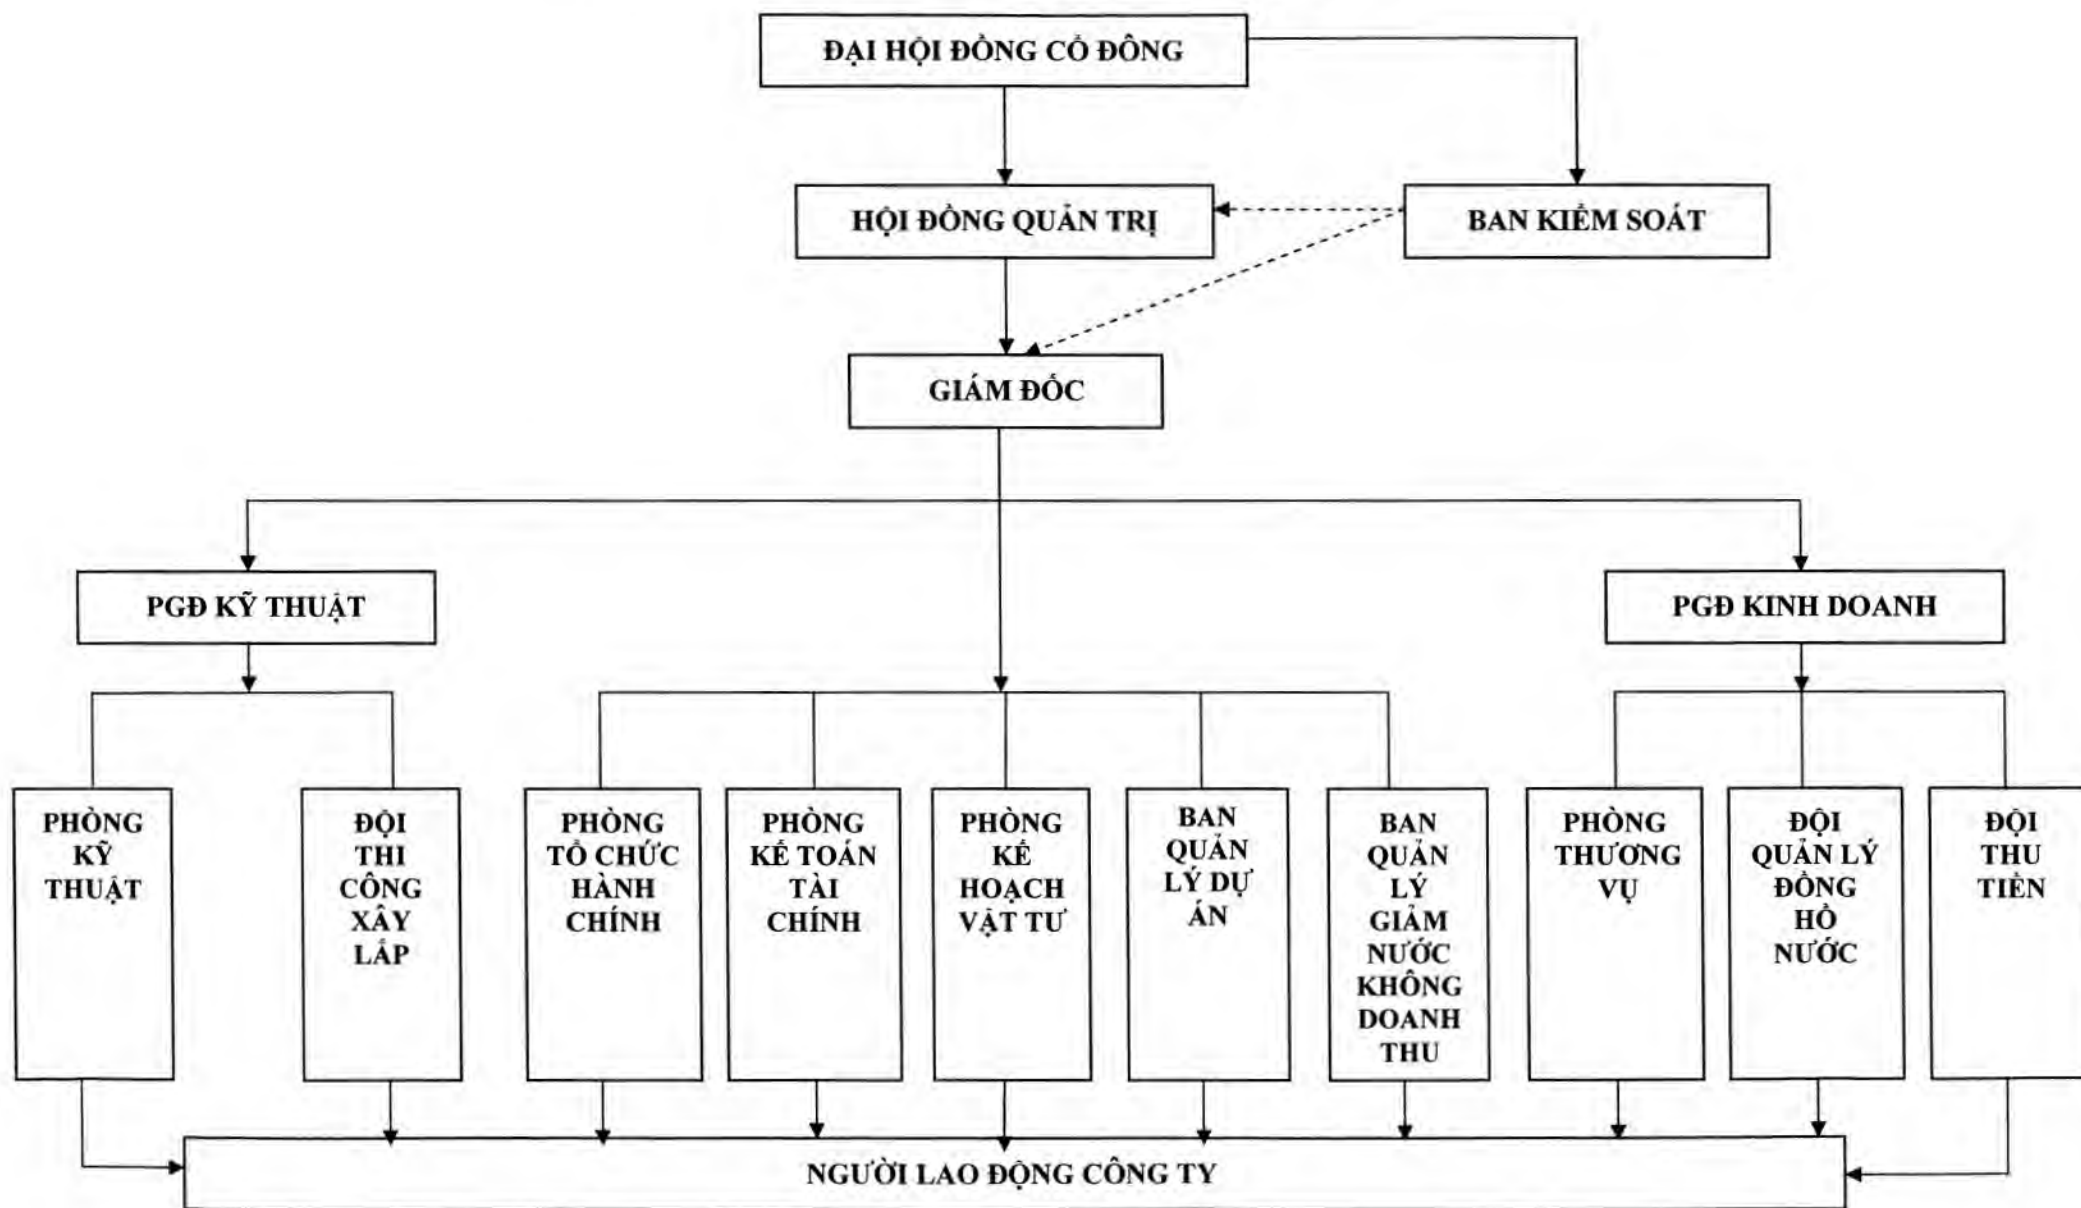 ĐẠI HỘI ĐỒNG CỔ ĐÔNG
HỘI ĐỒNG QUẢN TRỊ
BAN KIỂM SOÁT
GIÁM ĐỐC
PGĐ KỸ THUẬT
PGĐ KINH DOANH
PHÒNG
KỸ
THUẬT
ĐỘI
THI
CÔNG
XÂY
LẮP
PHÒNG
TỔ CHỨC
HÀNH
CHÍNH
PHÒNG
KẾ TOÁN
TÀI
CHÍNH
PHÒNG
KẾ
HOẠCH
VẬT TƯ
BAN
QUẢN
LÝ DỰ
ÁN
BAN
QUẢN
LÝ
GIẢM
NƯỚC
KHÔNG
DOANH
THU
PHÒNG
THƯƠNG
VỤ
ĐỘI
QUẢN LÝ
ĐỒNG
HỒ
NƯỚC
ĐỘI
THU
TIỀN
NGƯỜI LAO ĐỘNG CÔNG TY